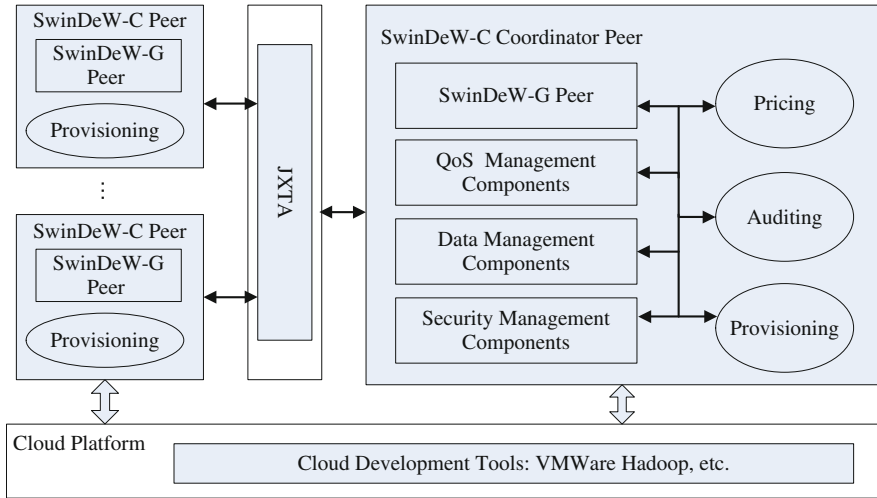 SwinDeW-C Peer
SwinDeW-G
Peer
Provisioning
...
SwinDeW-C Peer
SwinDeW-G
Peer
Provisioning
JXTA
SwinDeW-C Coordinator Peer
SwinDeW-G Peer
QoS Management
Components
Data Management
Components
Security Management
Components
Pricing
Auditing
Provisioning
Cloud Platform
Cloud Development Tools: VMWare Hadoop, etc.